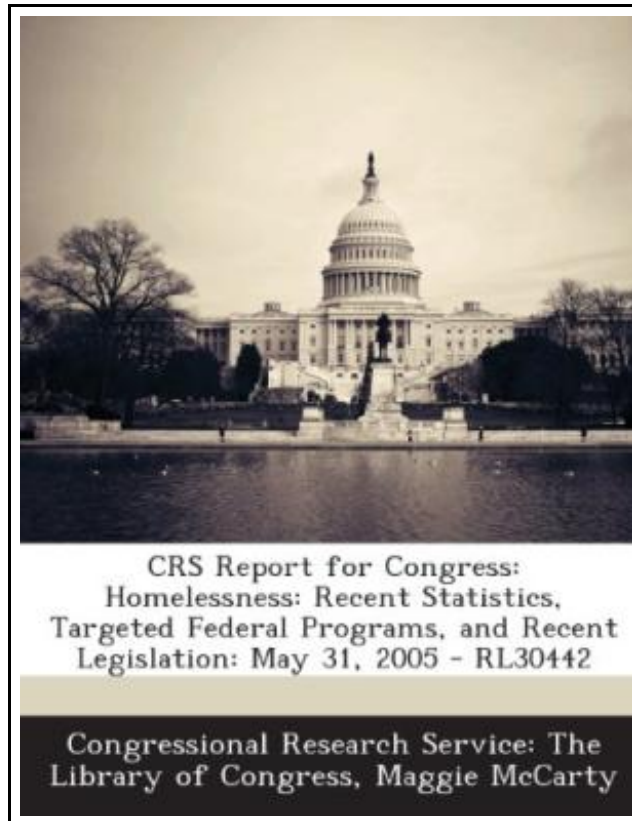 CRS Report for Congress:
Homelessness: Recent Statistics,
Targeted Federal Programs, and Recent
Legislation: May 31, 2005 - RL30442
Congressional Research Service: The
Library of Congress, Maggie McCarty